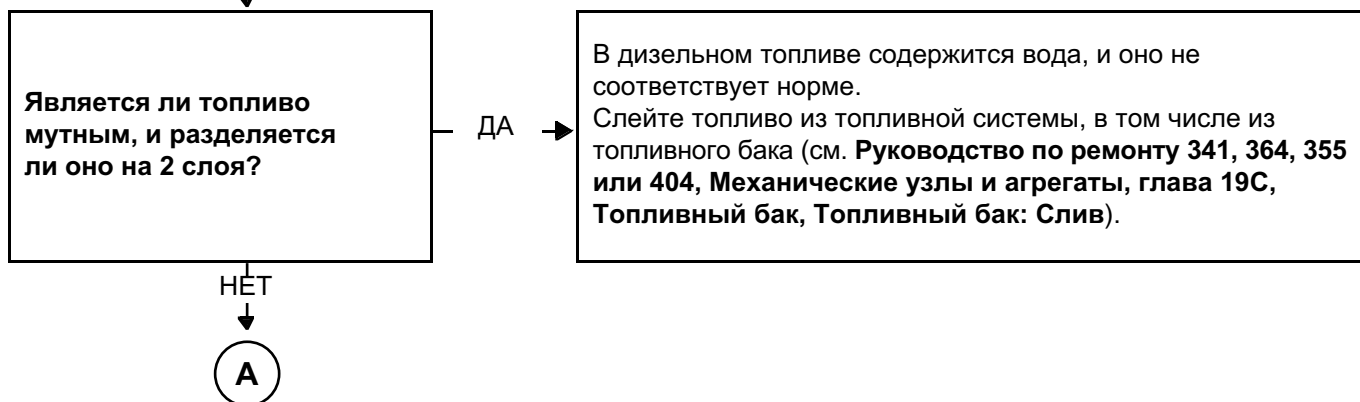 Является ли топливо
мутным, и разделяется
ли оно на 2 слоя?
ДА
В дизельном топливе содержится вода, и оно не
соответствует норме.
Слейте топливо из топливной системы, в том числе из
топливного бака (см. Руководство по ремонту 341, 364, 355
или 404, Механические узлы и агрегаты, глава 19C,
Топливный бак, Топливный бак: Слив).
НЕТ
А